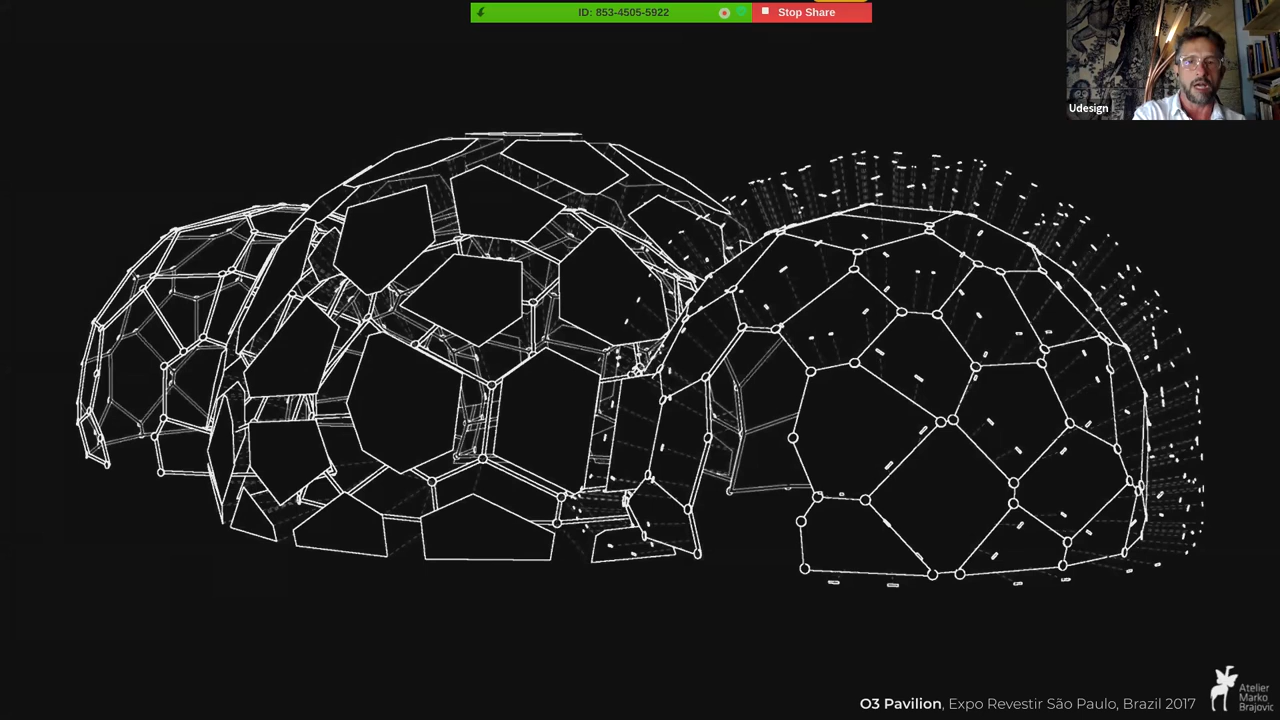 ID: 853-4505-5922
Stop Share
Udesign
O3 Pavilion, Expo Revestir São Paulo, Brazil 2017
Atelier
Marko
Brajovic